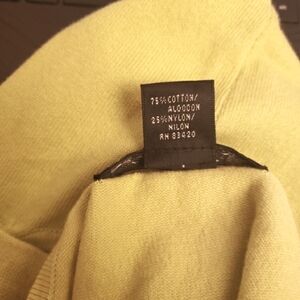 75% COTTON/
ALGODON
25% NYLON/
NILON
RN 83420